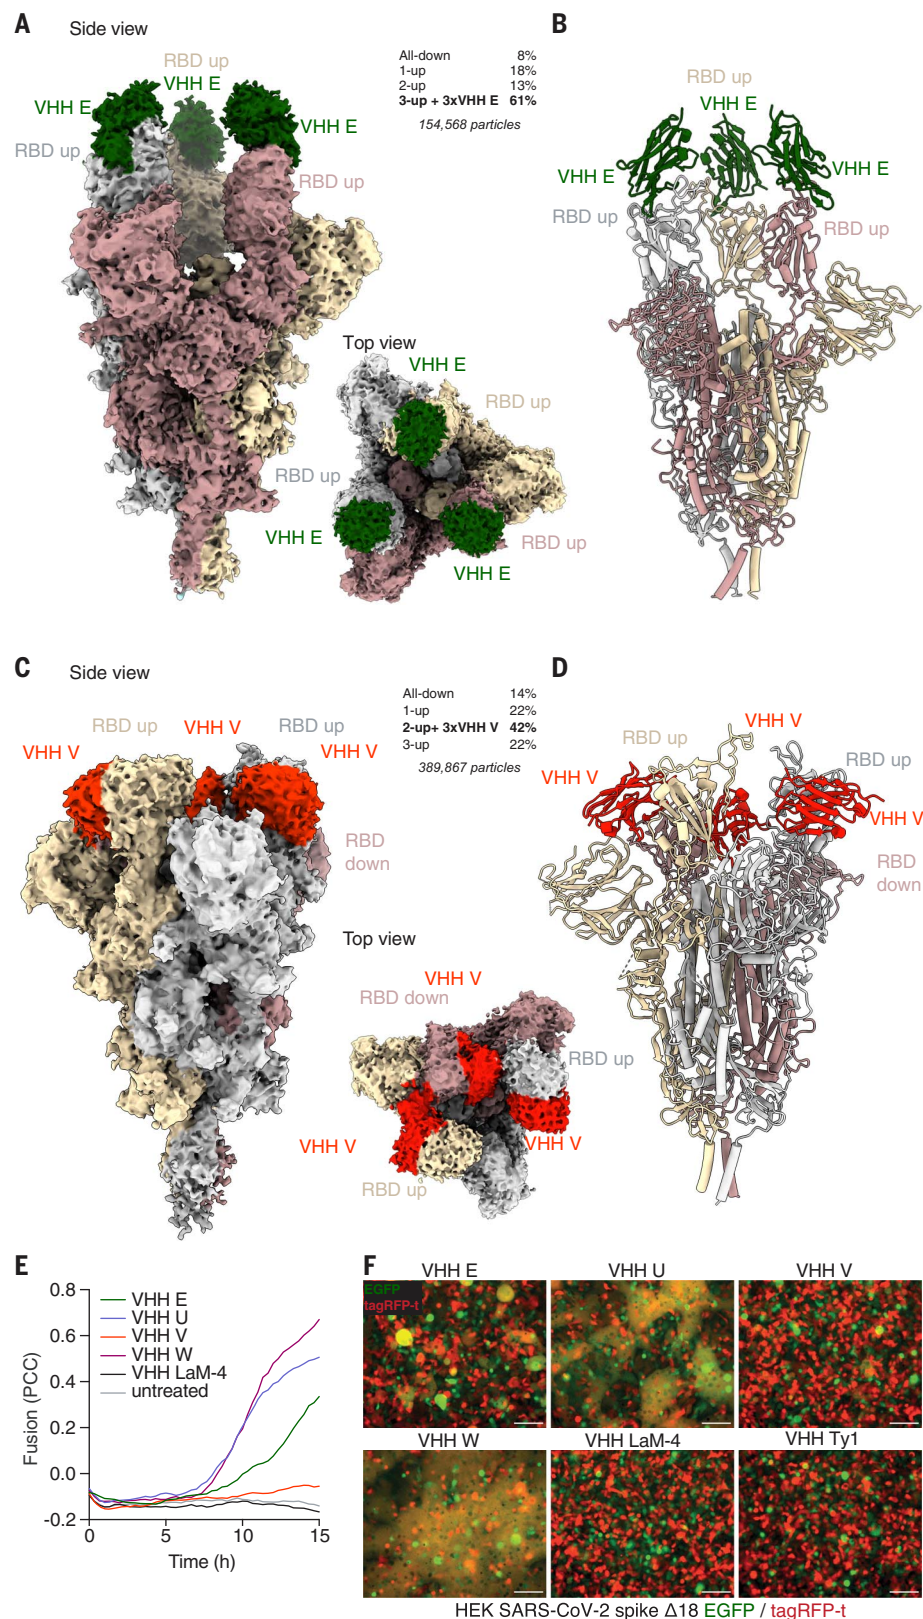 A
Side view
RBD up
VHH E
VHH E
VHH E
RBD up
RBD up
All-down 8%
1-up 18%
2-up 13%
3-up + 3xVHH E 61%
154,568 particles
Top view
VHH E
RBD up
RBD up
VHH E
RBD up
VHH E
B
RBD up
VHH E
VHH E
VHH E
RBD up
RBD up
C
Side view
RBD up
VHH V
RBD up
VHH V
VHH V
RBD
down
All-down 14%
1-up 22%
2-up+ 3xVHH V 42%
3-up 22%
389,867 particles
Top view
VHH V
RBD down
RBD up
VHH V
VHH V
RBD up
D
VHH V
RBD up
RBD up
VHH V
VHH V
RBD
down
E
0.8
0.6
0.4
0.2
0.0
-0.2
Fusion (PCC)
VHH E
VHH U
VHH V
VHH W
VHH LaM-4
untreated
0 5 10 15
Time (h)
F
VHH E VHH U VHH V
EGFP
tagRFP-t
VHH W VHH LaM-4 VHH Ty1
HEK SARS-CoV-2 spike Δ18 EGFP / tagRFP-t